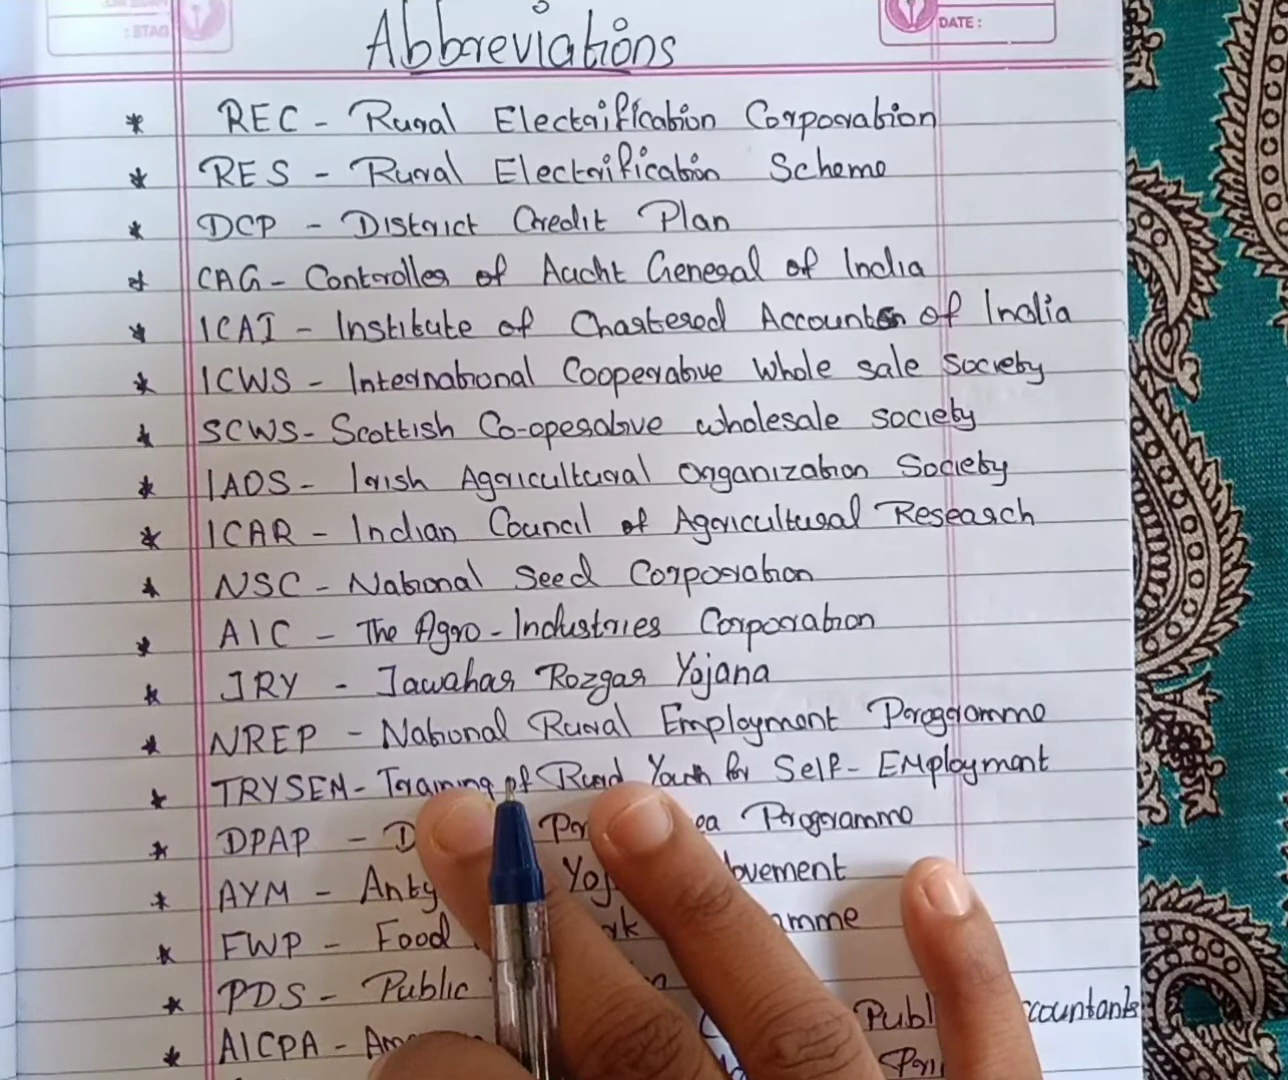 : STAG
DATE :
Abbreviations
* REC - Rural Electrification Corporation
* RES - Rural Electrification Scheme
* DCP - District Credit Plan
* CAG - Controller of Aucht General of India
* ICAI - Institute of Chartered Accountsn of India
* ICWS - International Cooperative Whole sale Society
* SCWS - Scottish Co-operative wholesale society
* IAOS - Irish Agricultural Organization Society
* ICAR - Indian Council of Agricultural Research
* NSC - National Seed Corporation
* AIC - The Agro - Industries Corporation
* JRY - Jawahar Rozgar Yojana
* NREP - National Rural Employment Programme
* TRYSEM - Training of Rural Youth for Self - Employment
* DPAP - Programme
* AYM -
* FWP - Food
* PDS - Public
* AICPA -